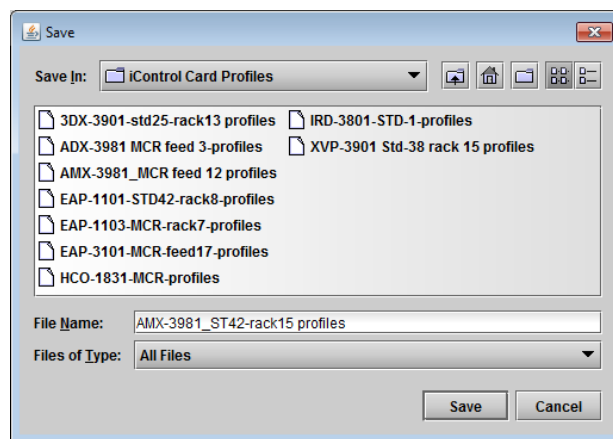 Save
Save In: iControl Card Profiles
3DX-3901-std25-rack13 profiles
ADX-3981 MCR feed 3-profiles
AMX-3981_MCR feed 12 profiles
EAP-1101-STD42-rack8-profiles
EAP-1103-MCR-rack7-profiles
EAP-3101-MCR-feed17-profiles
HCO-1831-MCR-profiles
IRD-3801-STD-1-profiles
XVP-3901 Std-38 rack 15 profiles
File Name: AMX-3981_ST42-rack15 profiles
Files of Type: All Files
Save Cancel